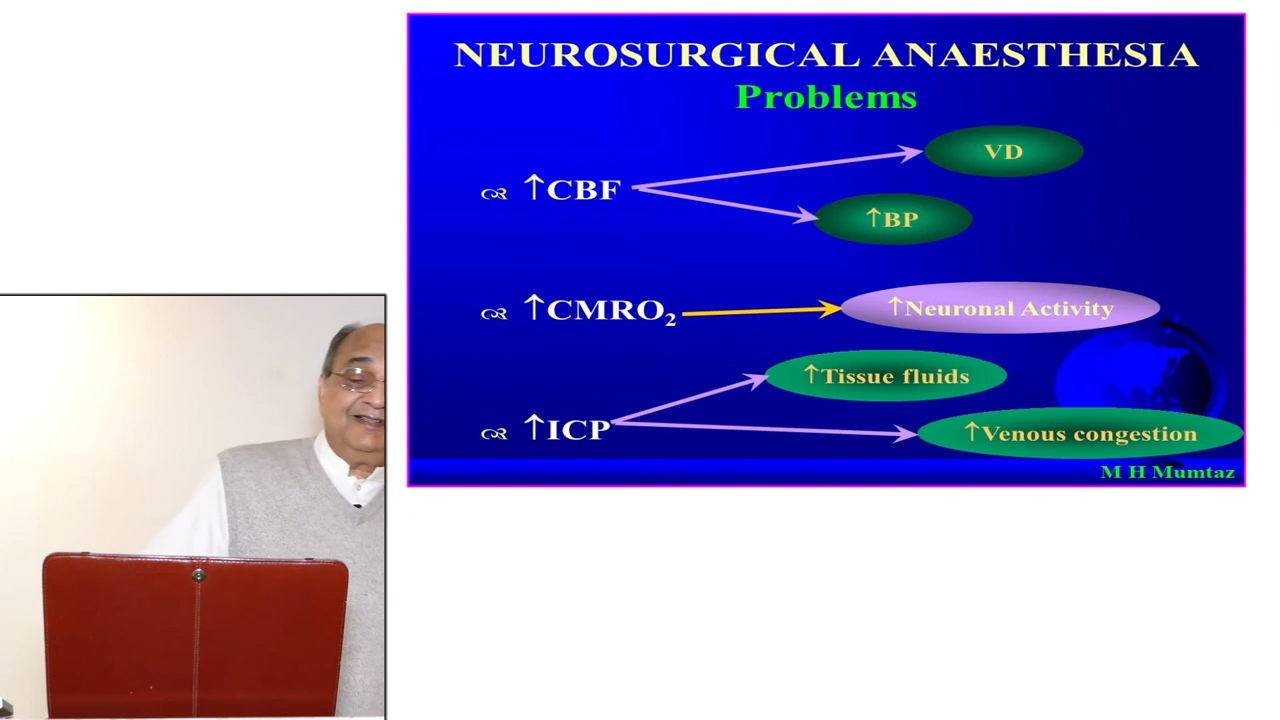 NEUROSURGICAL ANAESTHESIA
Problems
↑CBF
VD
↑BP
↑CMRO₂
↑Neuronal Activity
↑ICP
↑Tissue fluids
↑Venous congestion
M H Mumtaz